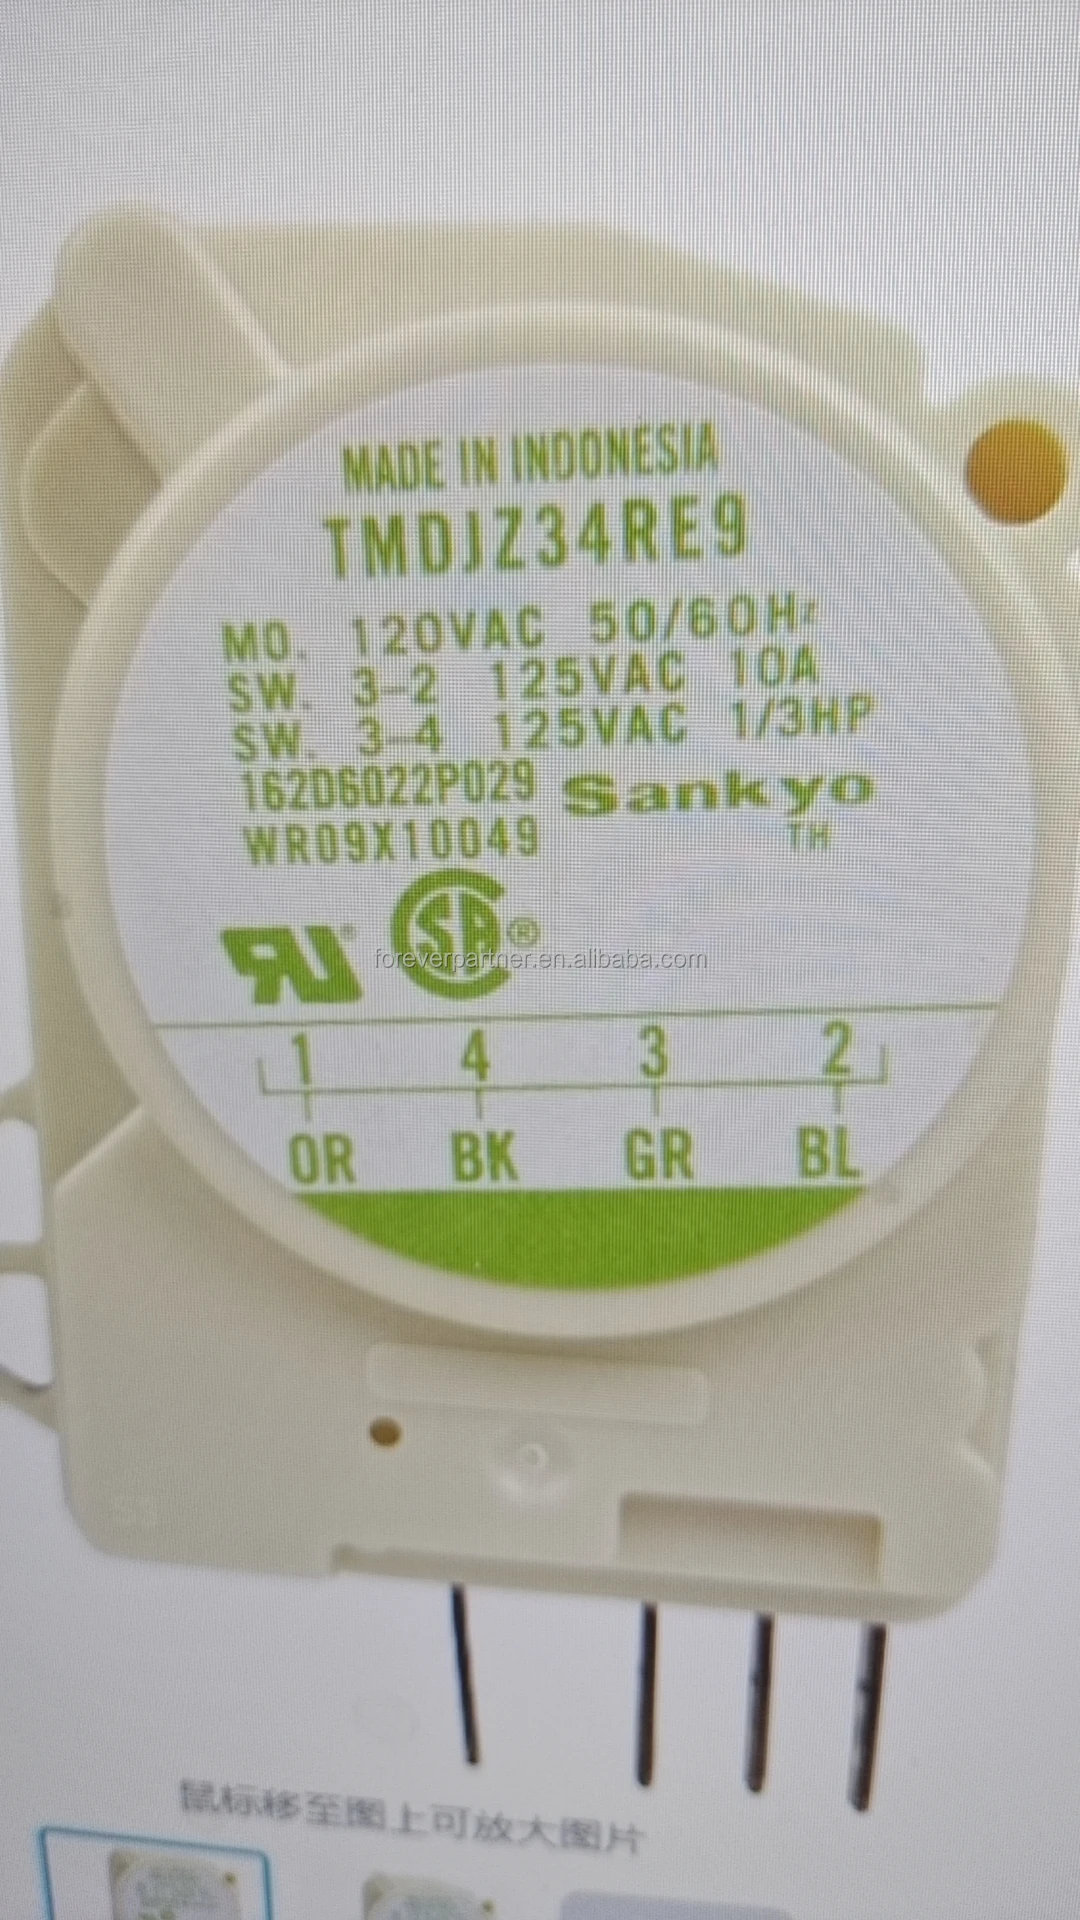 MADE IN INDONESIA
TMDJZ34RE9
MO. 120VAC 50/60Hz
SW. 3-2 125VAC 10A
SW. 3-4 125VAC 1/3HP
162D6022P029 Sankyo
WR09X10049 TH
RU SA ®
foreverpartner.en.alibaba.com
1 4 3 2
OR BK GR BL
鼠标移至图上可放大图片